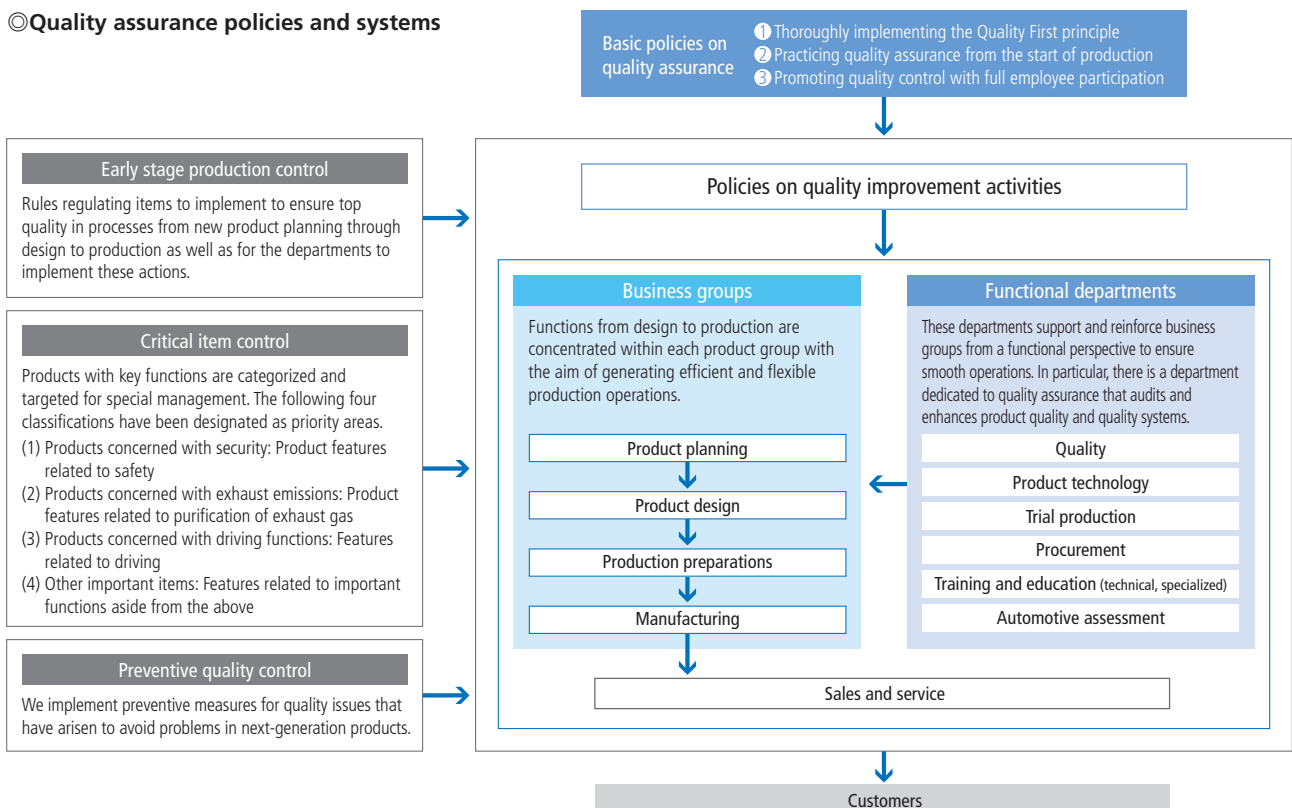 ◎Quality assurance policies and systems
Basic policies on
quality assurance
❶Thoroughly implementing the Quality First principle
❷Practicing quality assurance from the start of production
❸Promoting quality control with full employee participation
Early stage production control
Rules regulating items to implement to ensure top
quality in processes from new product planning through
design to production as well as for the departments to
implement these actions.
Critical item control
Products with key functions are categorized and
targeted for special management. The following four
classifications have been designated as priority areas.
(1) Products concerned with security: Product features
related to safety
(2) Products concerned with exhaust emissions: Product
features related to purification of exhaust gas
(3) Products concerned with driving functions: Features
related to driving
(4) Other important items: Features related to important
functions aside from the above
Preventive quality control
We implement preventive measures for quality issues that
have arisen to avoid problems in next-generation products.
Policies on quality improvement activities
Business groups
Functions from design to production are
concentrated within each product group with
the aim of generating efficient and flexible
production operations.
Product planning
Product design
Production preparations
Manufacturing
Functional departments
These departments support and reinforce business
groups from a functional perspective to ensure
smooth operations. In particular, there is a department
dedicated to quality assurance that audits and
enhances product quality and quality systems.
Quality
Product technology
Trial production
Procurement
Training and education (technical, specialized)
Automotive assessment
Sales and service
Customers